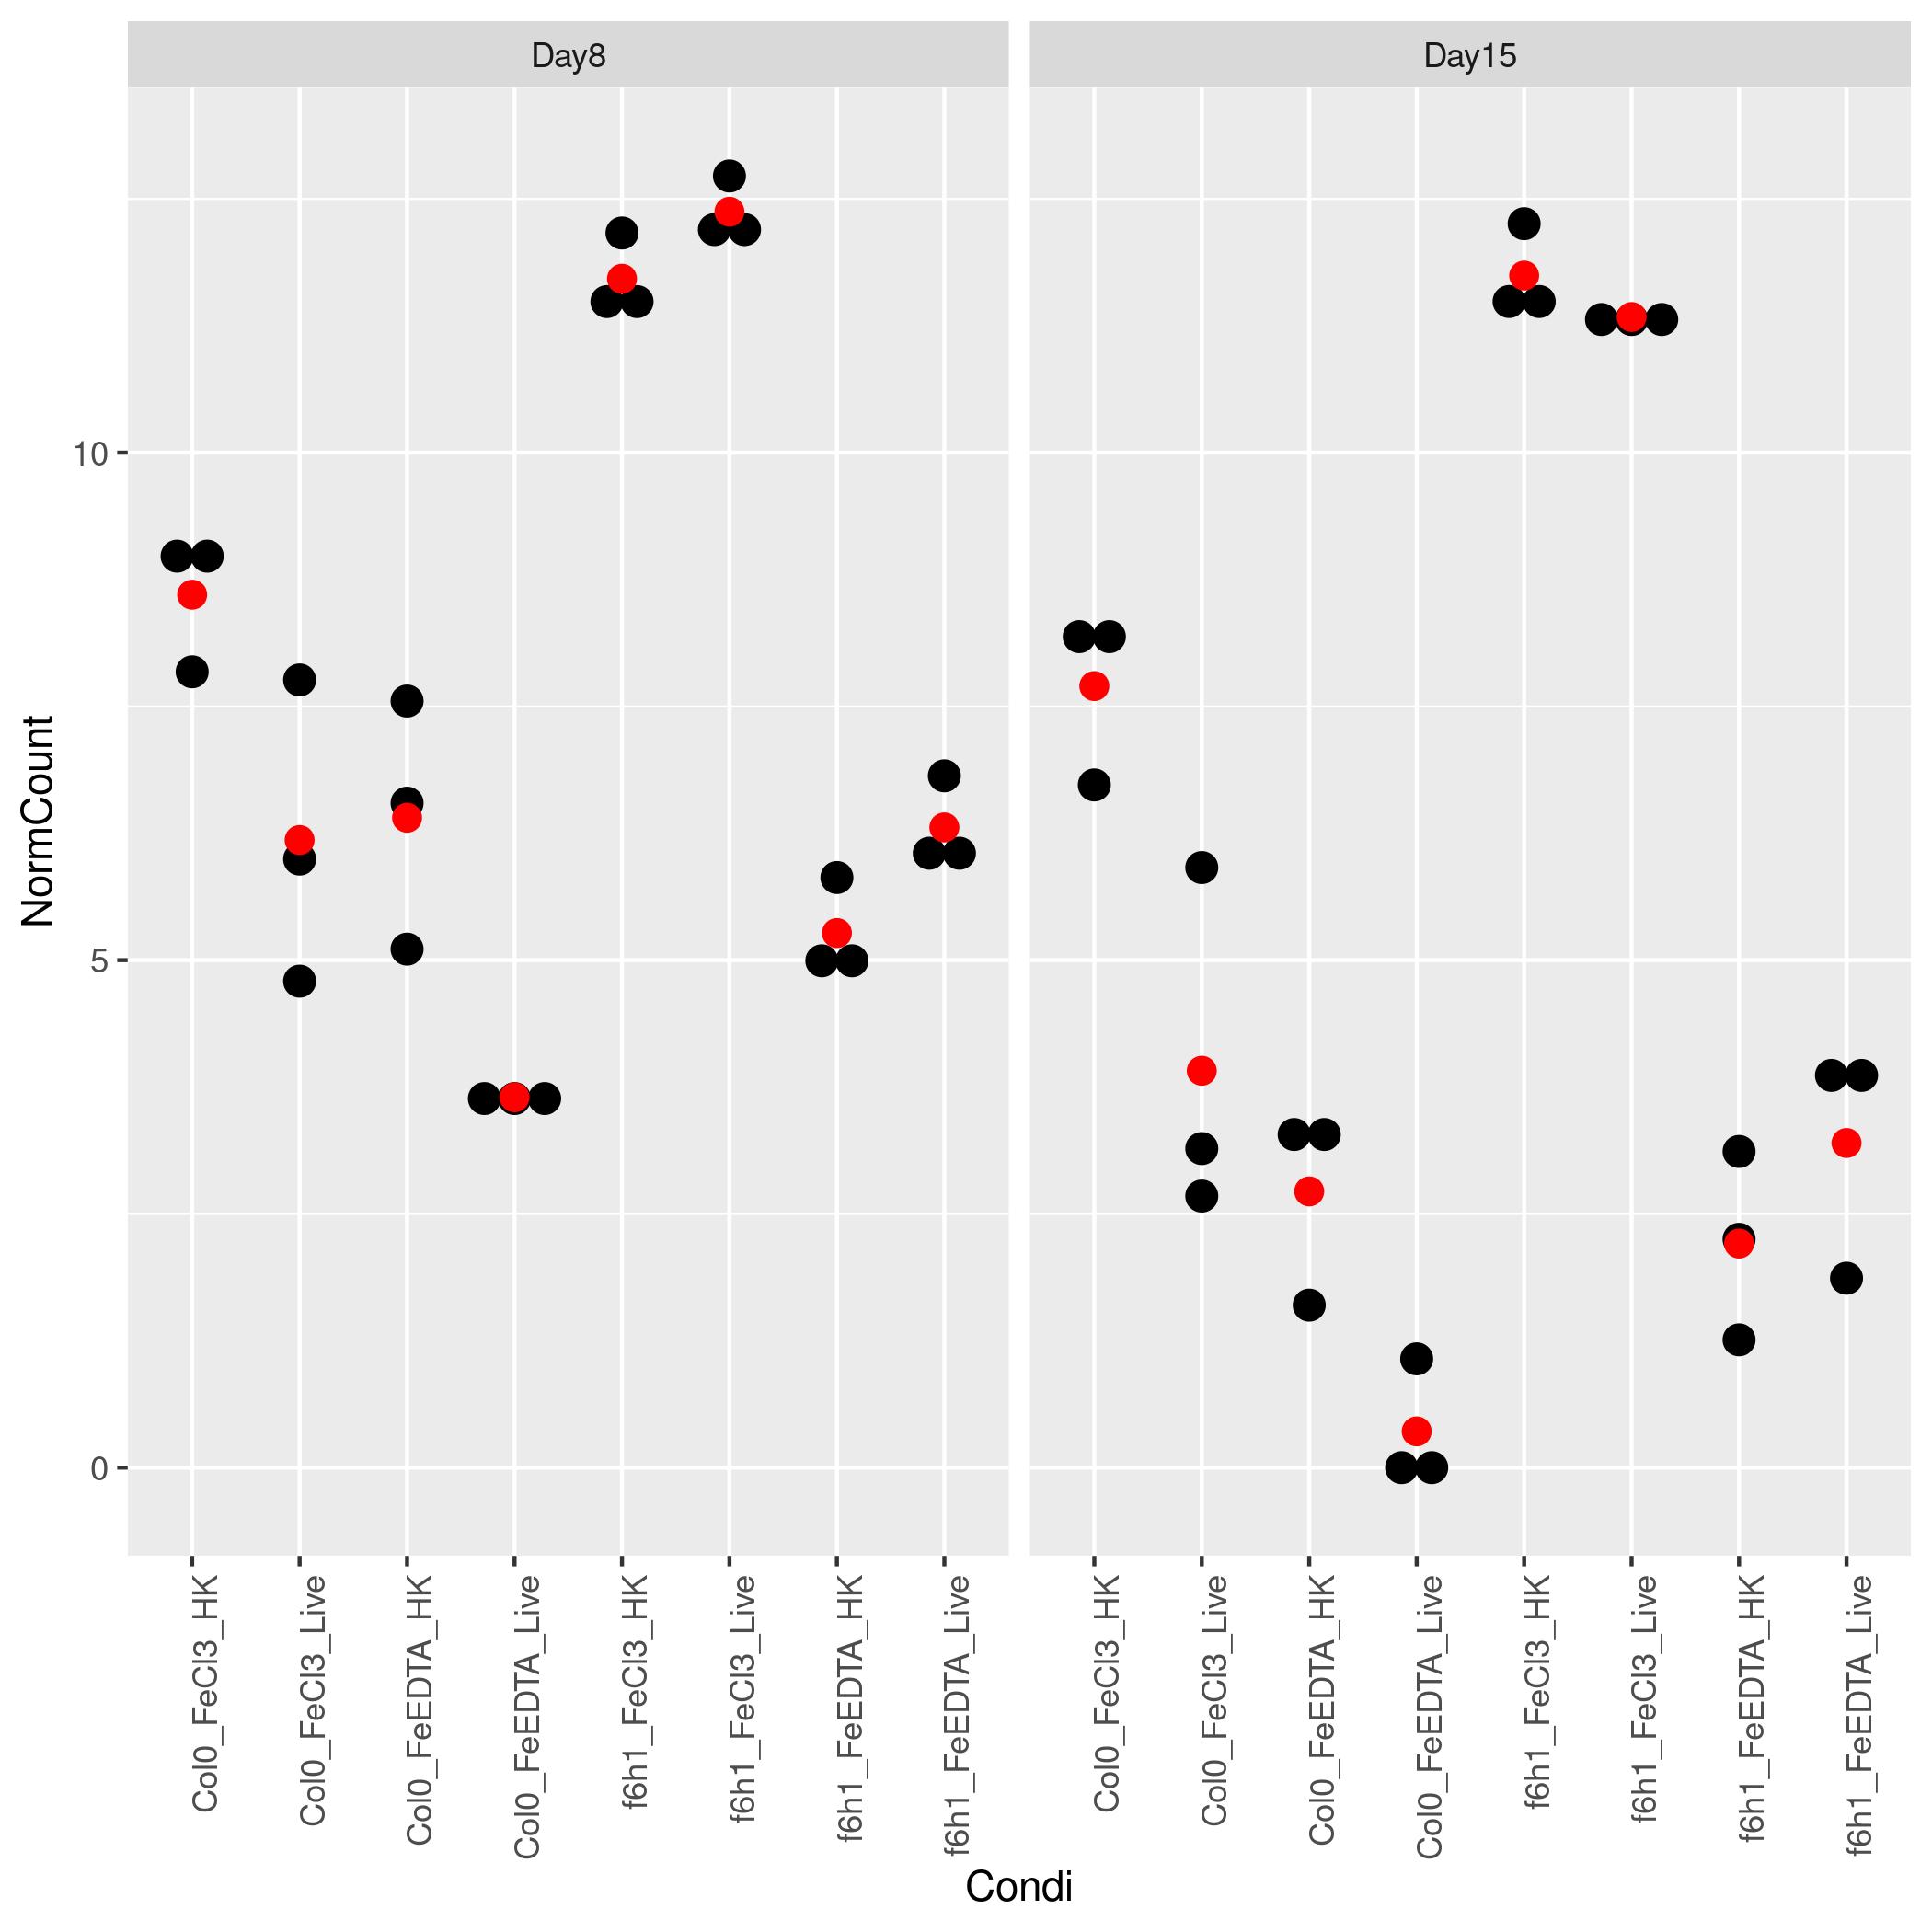 Day8
Day15
NormCount
10
5
0
Col0_FeCl3_HK
Col0_FeCl3_Live
Col0_FeEDTA_HK
Col0_FeEDTA_Live
f6h1_FeCl3_HK
f6h1_FeCl3_Live
f6h1_FeEDTA_HK
f6h1_FeEDTA_Live
Col0_FeCl3_HK
Col0_FeCl3_Live
Col0_FeEDTA_HK
Col0_FeEDTA_Live
f6h1_FeCl3_HK
f6h1_FeCl3_Live
f6h1_FeEDTA_HK
f6h1_FeEDTA_Live
Condi